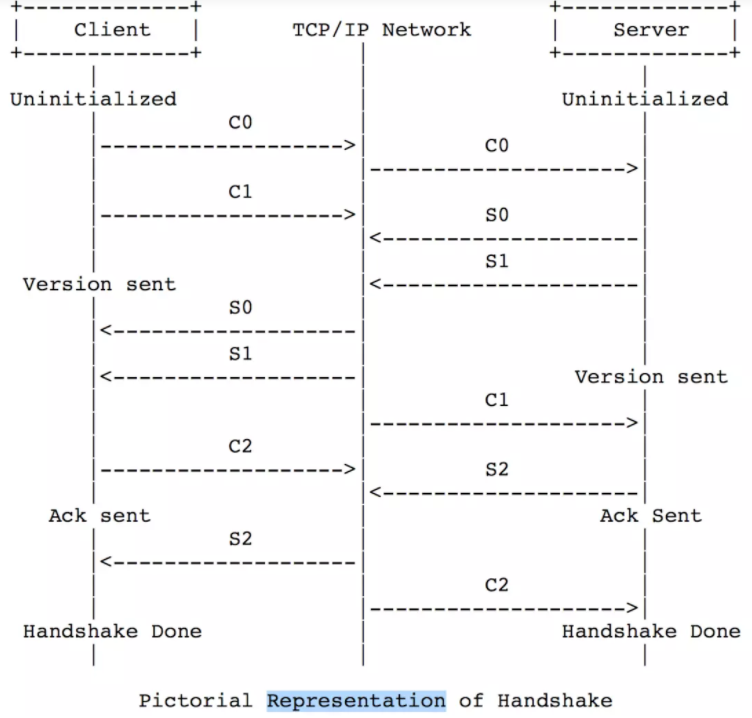 Client TCP/IP Network Server
Uninitialized Uninitialized
C0
C0
C1
S0
S1
Version sent
S0
S1
Version sent
C1
C2
S2
Ack sent Ack Sent
S2
C2
Handshake Done Handshake Done
Pictorial Representation of Handshake